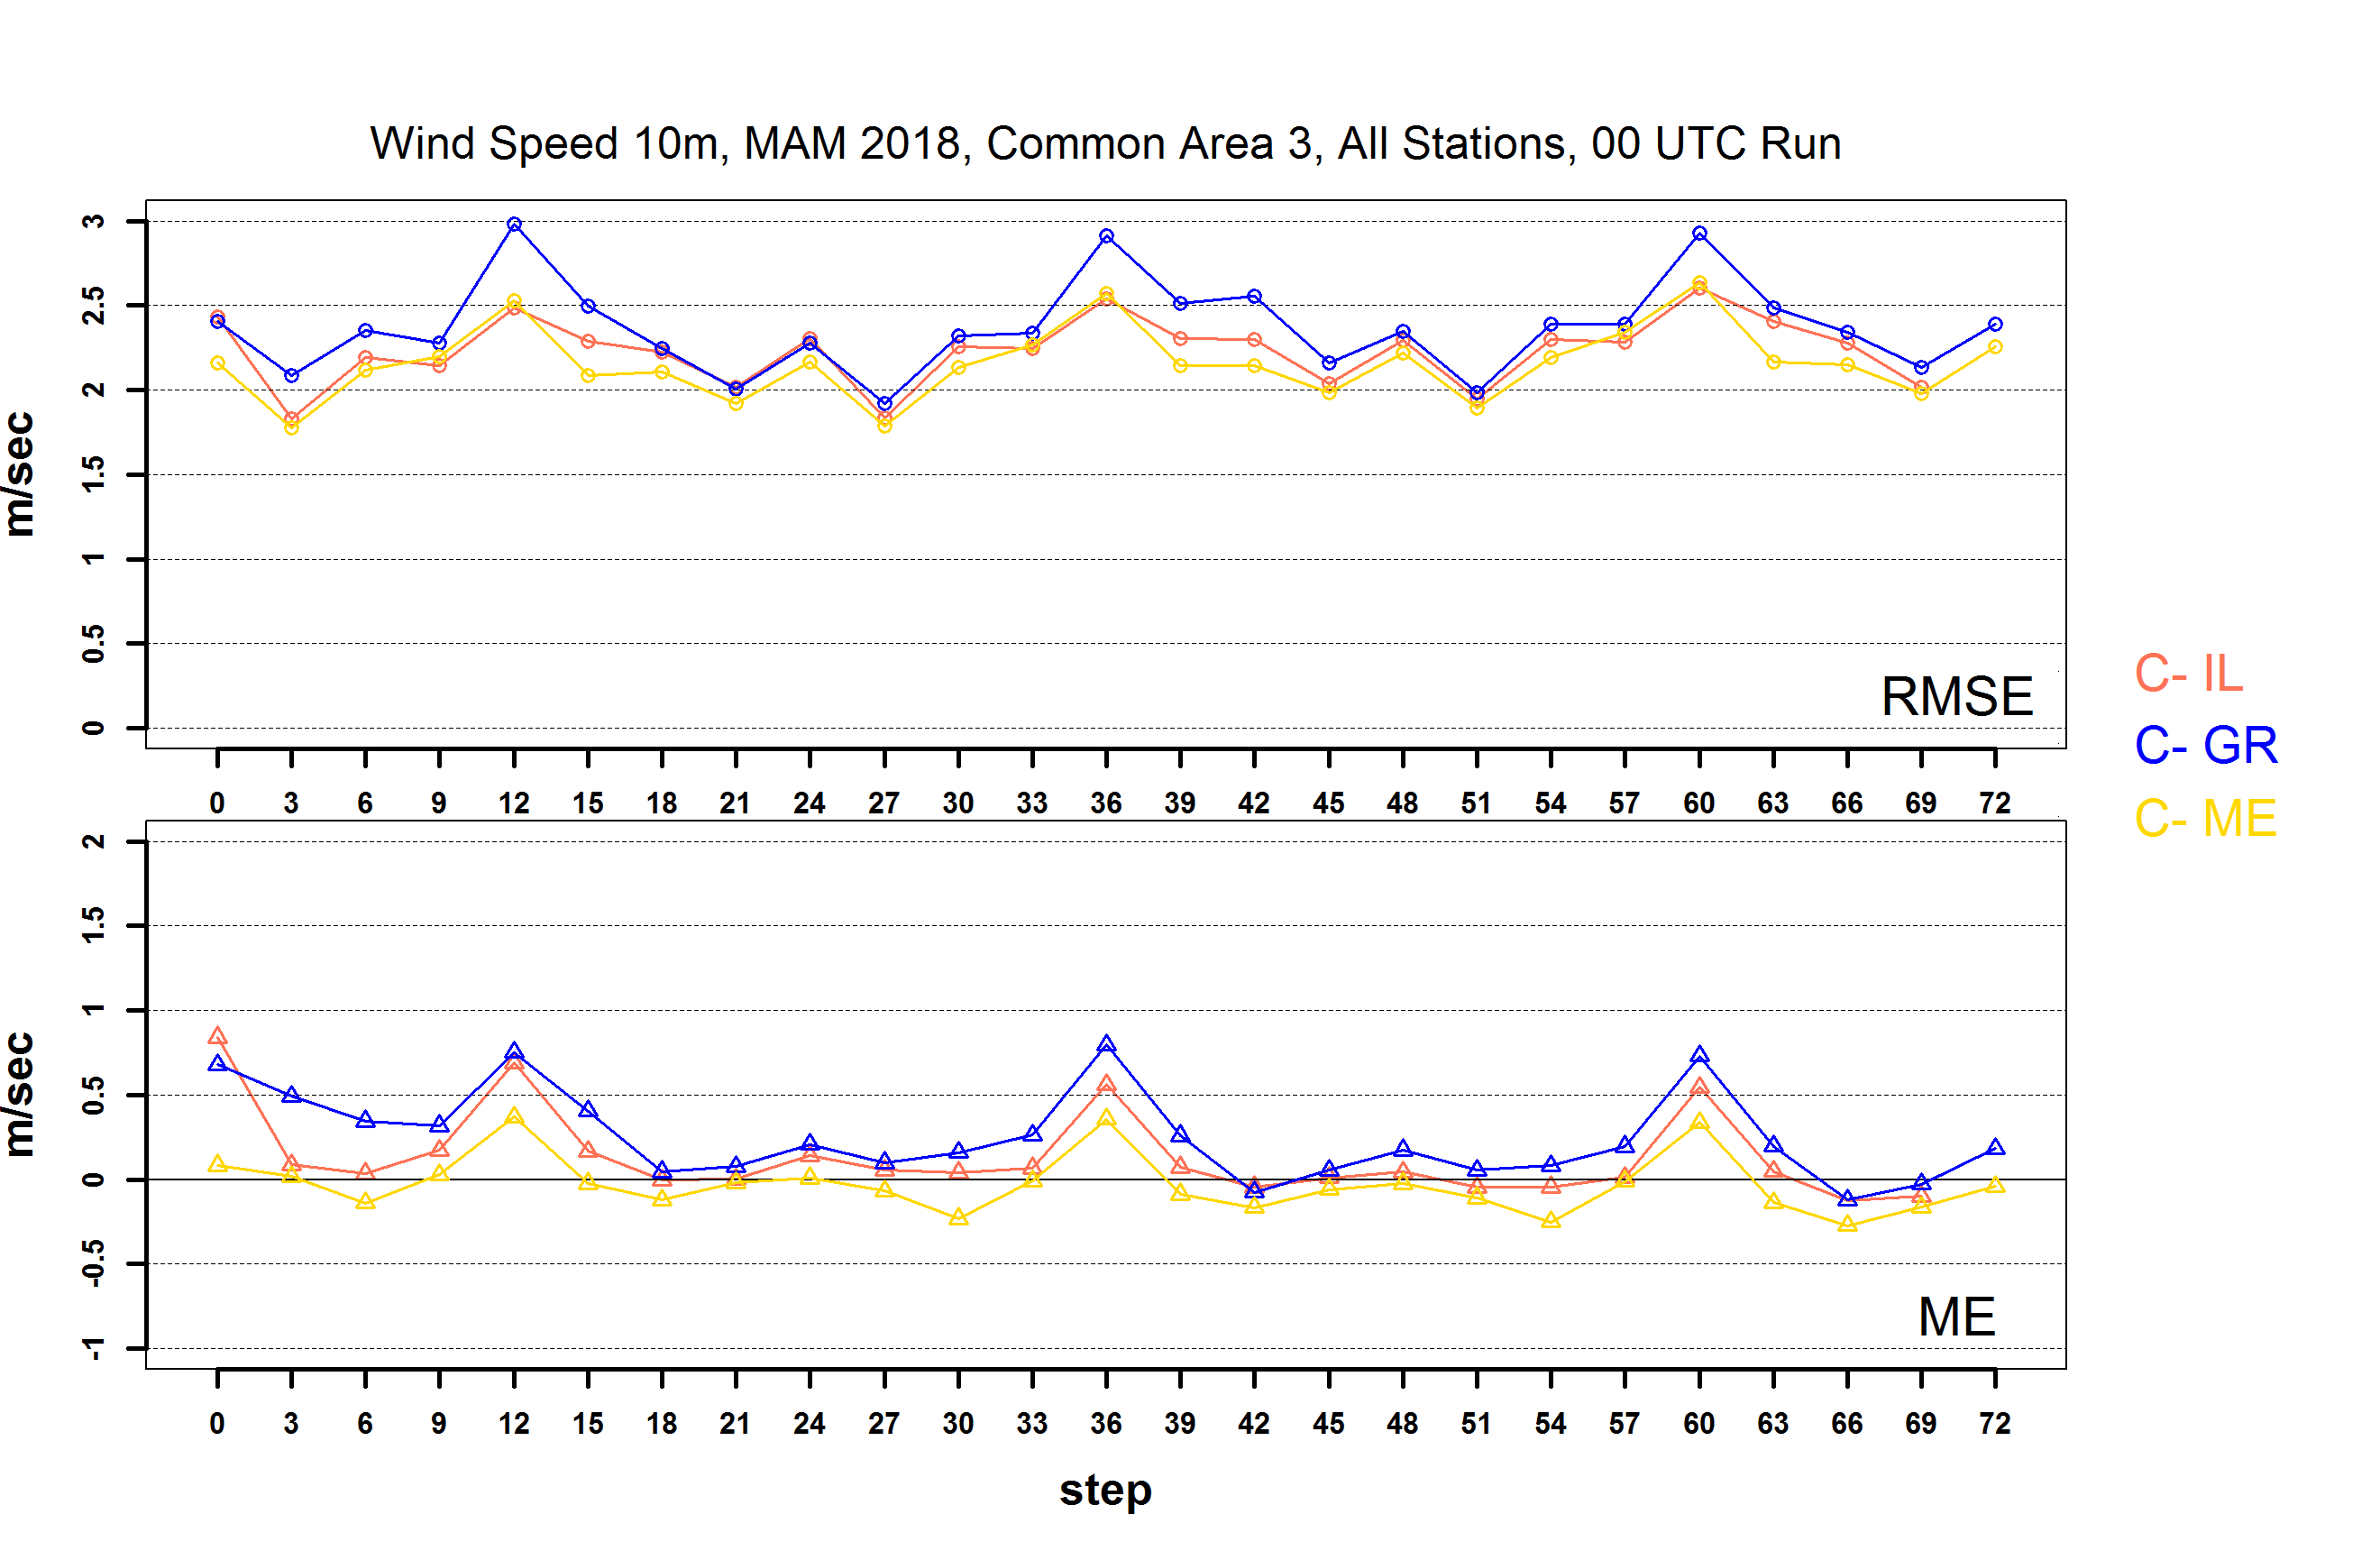 Wind Speed 10m, MAM 2018, Common Area 3, All Stations, 00 UTC Run
3
2.5
2
1.5
1
0.5
0
m/sec
RMSE
0 3 6 9 12 15 18 21 24 27 30 33 36 39 42 45 48 51 54 57 60 63 66 69 72
C- IL
C- GR
C- ME
2
1.5
1
0.5
0
-0.5
-1
m/sec
ME
0 3 6 9 12 15 18 21 24 27 30 33 36 39 42 45 48 51 54 57 60 63 66 69 72
step